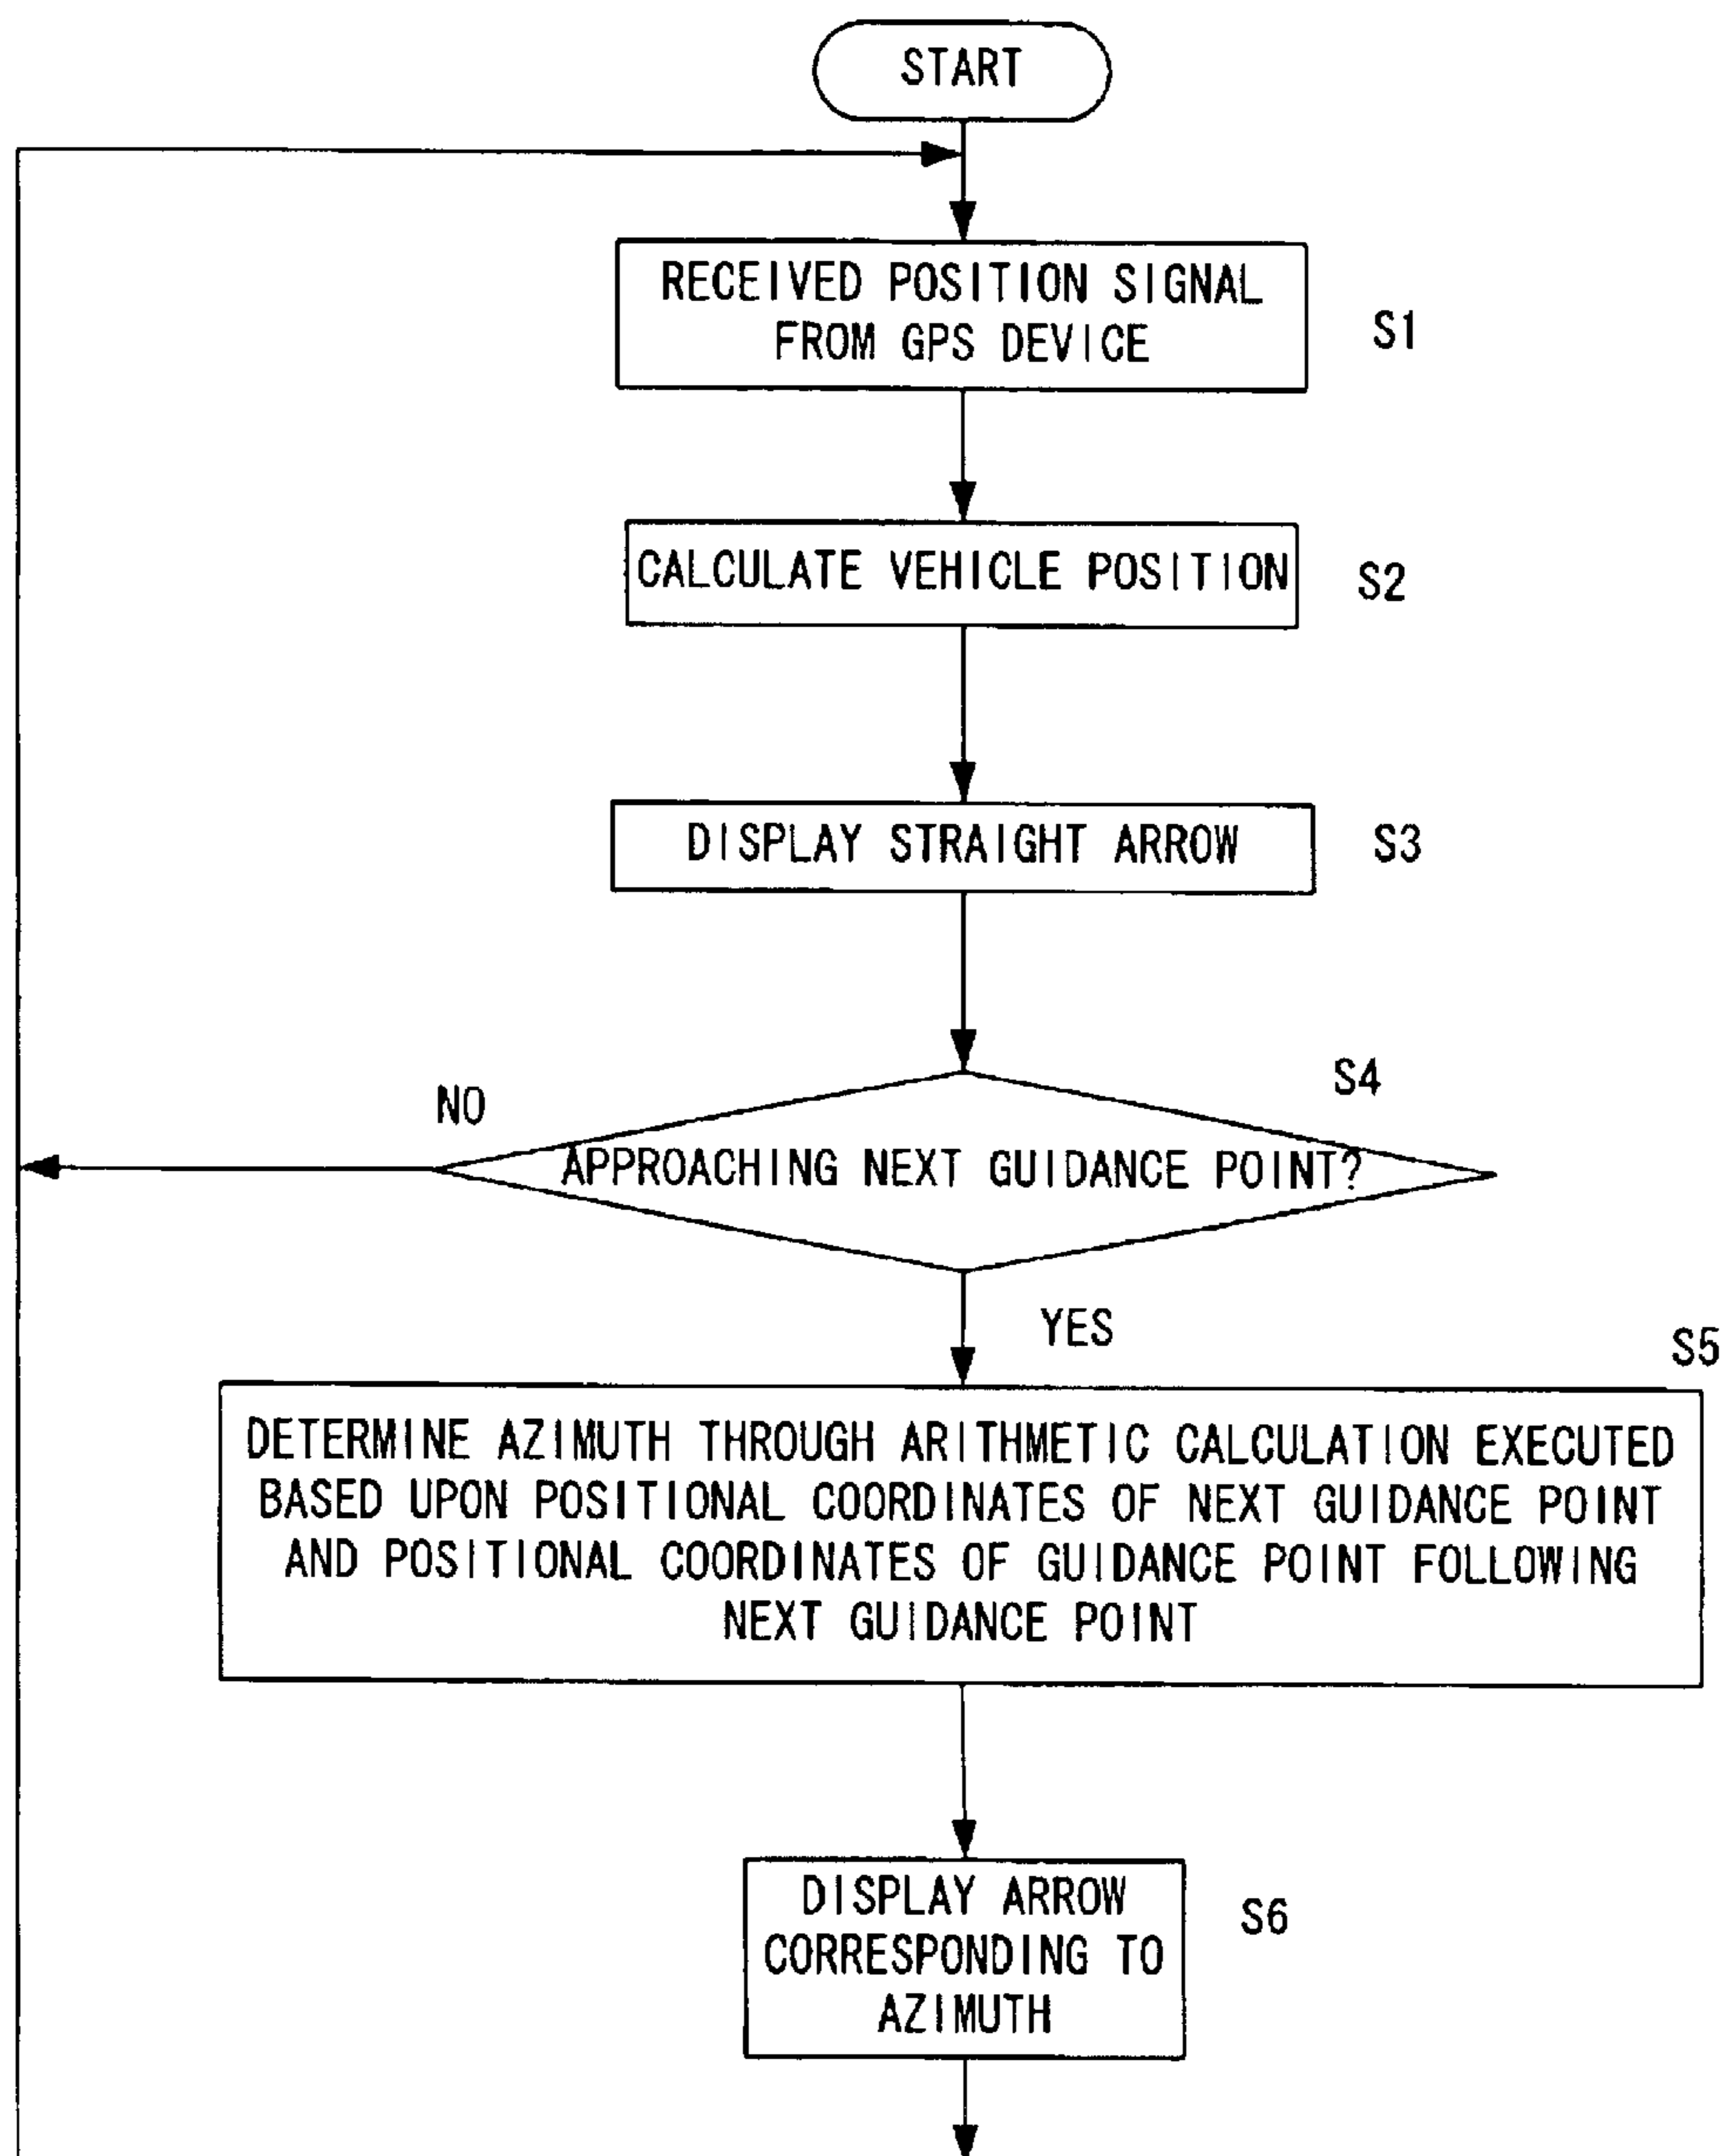 START
RECEIVED POSITION SIGNAL
FROM GPS DEVICE
S1
CALCULATE VEHICLE POSITION
S2
DISPLAY STRAIGHT ARROW
S3
S4
NO
APPROACHING NEXT GUIDANCE POINT?
YES
S5
DETERMINE AZIMUTH THROUGH ARITHMETIC CALCULATION EXECUTED
BASED UPON POSITIONAL COORDINATES OF NEXT GUIDANCE POINT
AND POSITIONAL COORDINATES OF GUIDANCE POINT FOLLOWING
NEXT GUIDANCE POINT
DISPLAY ARROW
CORRESPONDING TO
AZIMUTH
S6